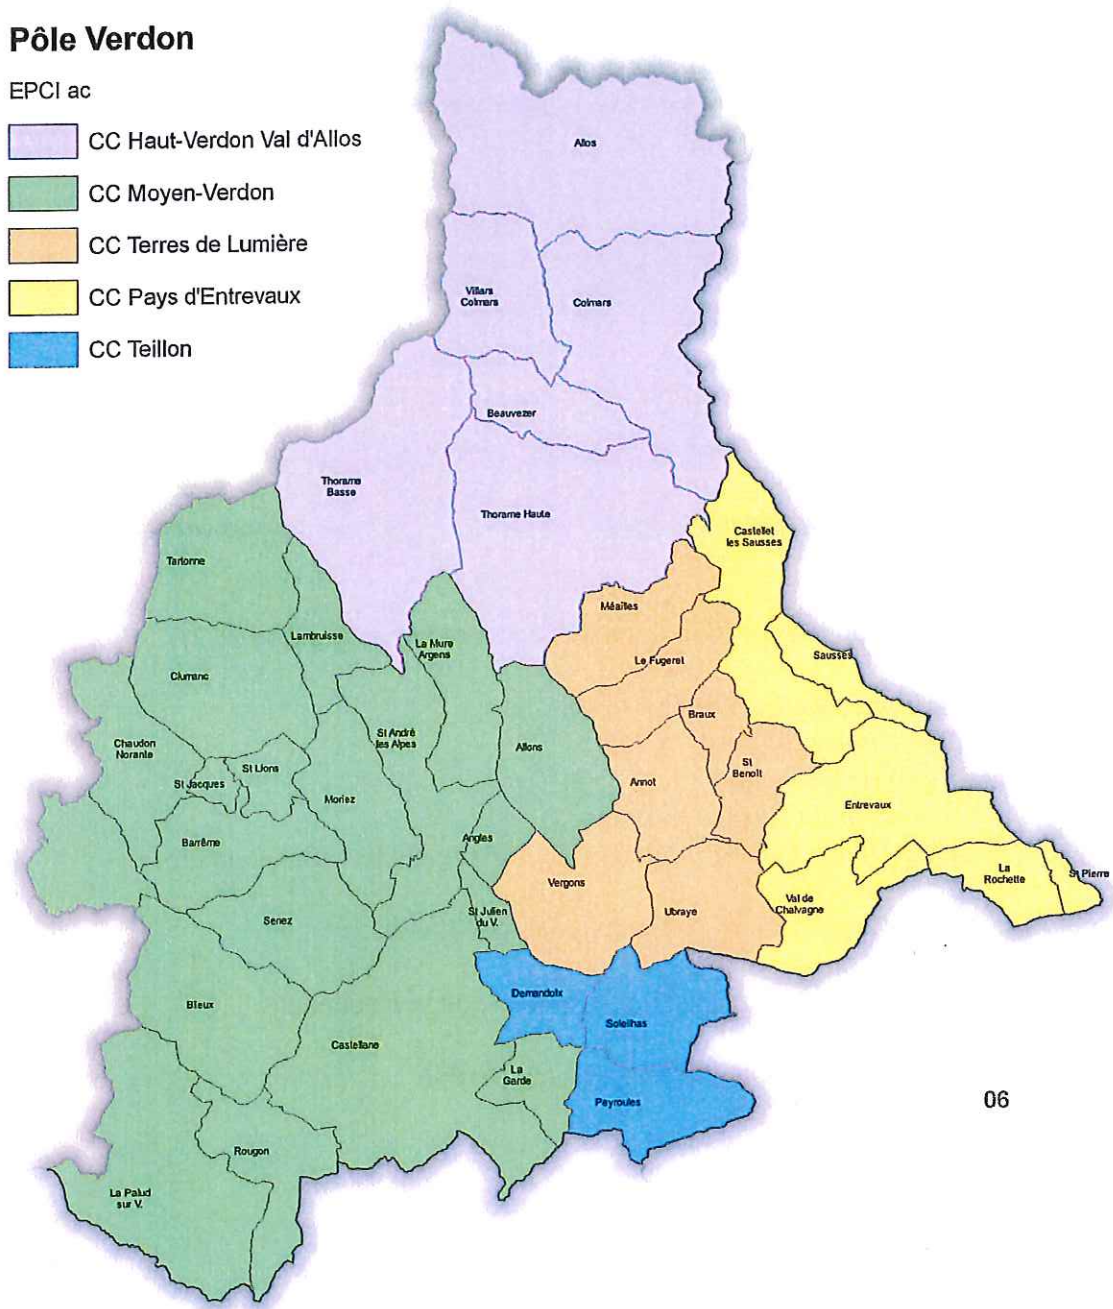 Pôle Verdon
EPCI ac
CC Haut-Verdon Val d'Allos
CC Moyen-Verdon
CC Terres de Lumière
CC Pays d'Entrevaux
CC Teillon
Allos
Villars
Colmars
Colmars
Beauvezer
Thorame
Basse
Thorame Haute
Castellet
les Sausses
Tartonne
Méailles
Lambruisse
La Mure
Argens
Le Fugeret
Sausses
Clumanc
Braux
St André
les Alpes
Allons
Chaudon
Norante
St Lions
St Jacques
St
Benoît
Annot
Moriez
Entrevaux
Angles
Barrême
La
Rochette
St Pierre
Vergons
Val de
Chalvagne
Ubraye
St Julien
du V.
Senez
Demandolx
Blieux
Soleilhas
Castellane
La
Garde
Peyroules
06
Rougon
La Palud
sur V.